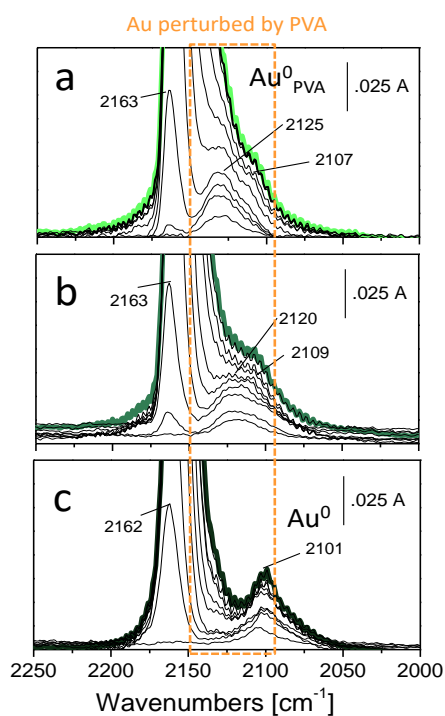 Au perturbed by PVA
a
Au⁰PVA
.025 A
2163
2125
2107
b
.025 A
2163
2120
2109
c
Au⁰
.025 A
2162
2101
2250 2200 2150 2100 2050 2000
Wavenumbers [cm⁻¹]